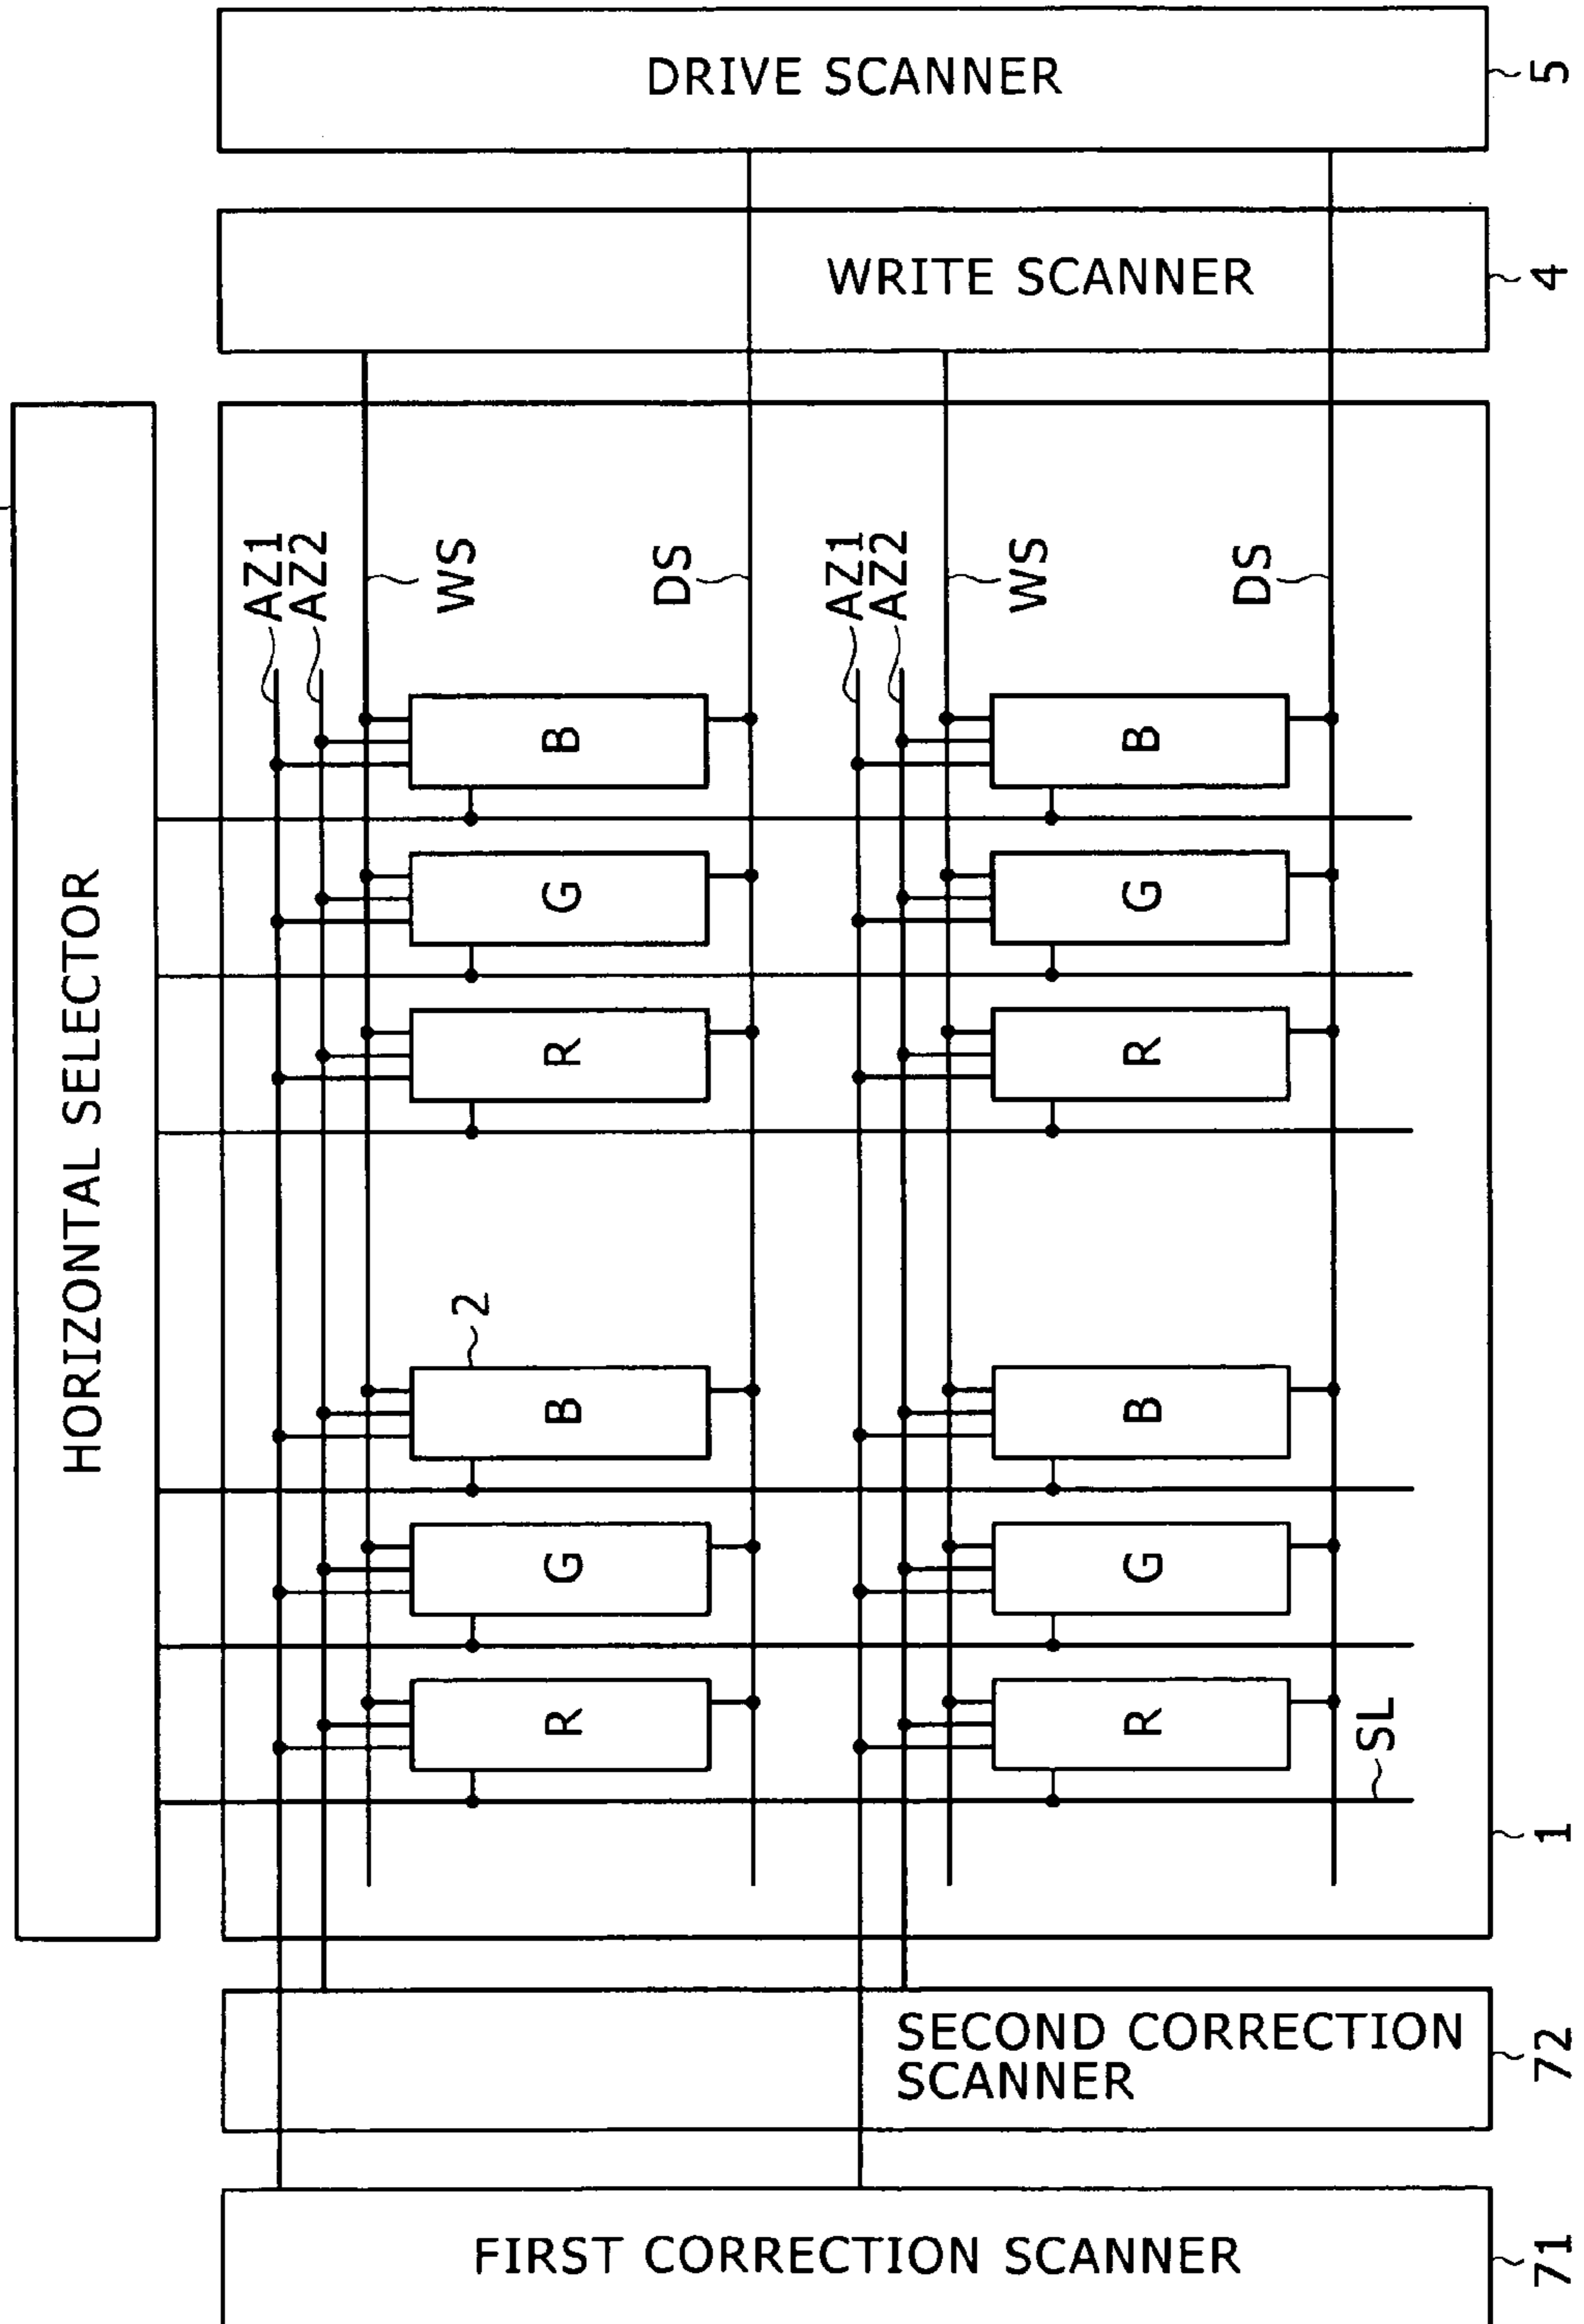 HORIZONTAL SELECTOR
DRIVE SCANNER
5
WRITE SCANNER
4
AZ1
AZ2
WS
DS
AZ1
AZ2
WS
DS
B
G
R
B
G
R
2
B
G
R
B
G
R
SL
1
SECOND CORRECTION
SCANNER
72
FIRST CORRECTION SCANNER
71